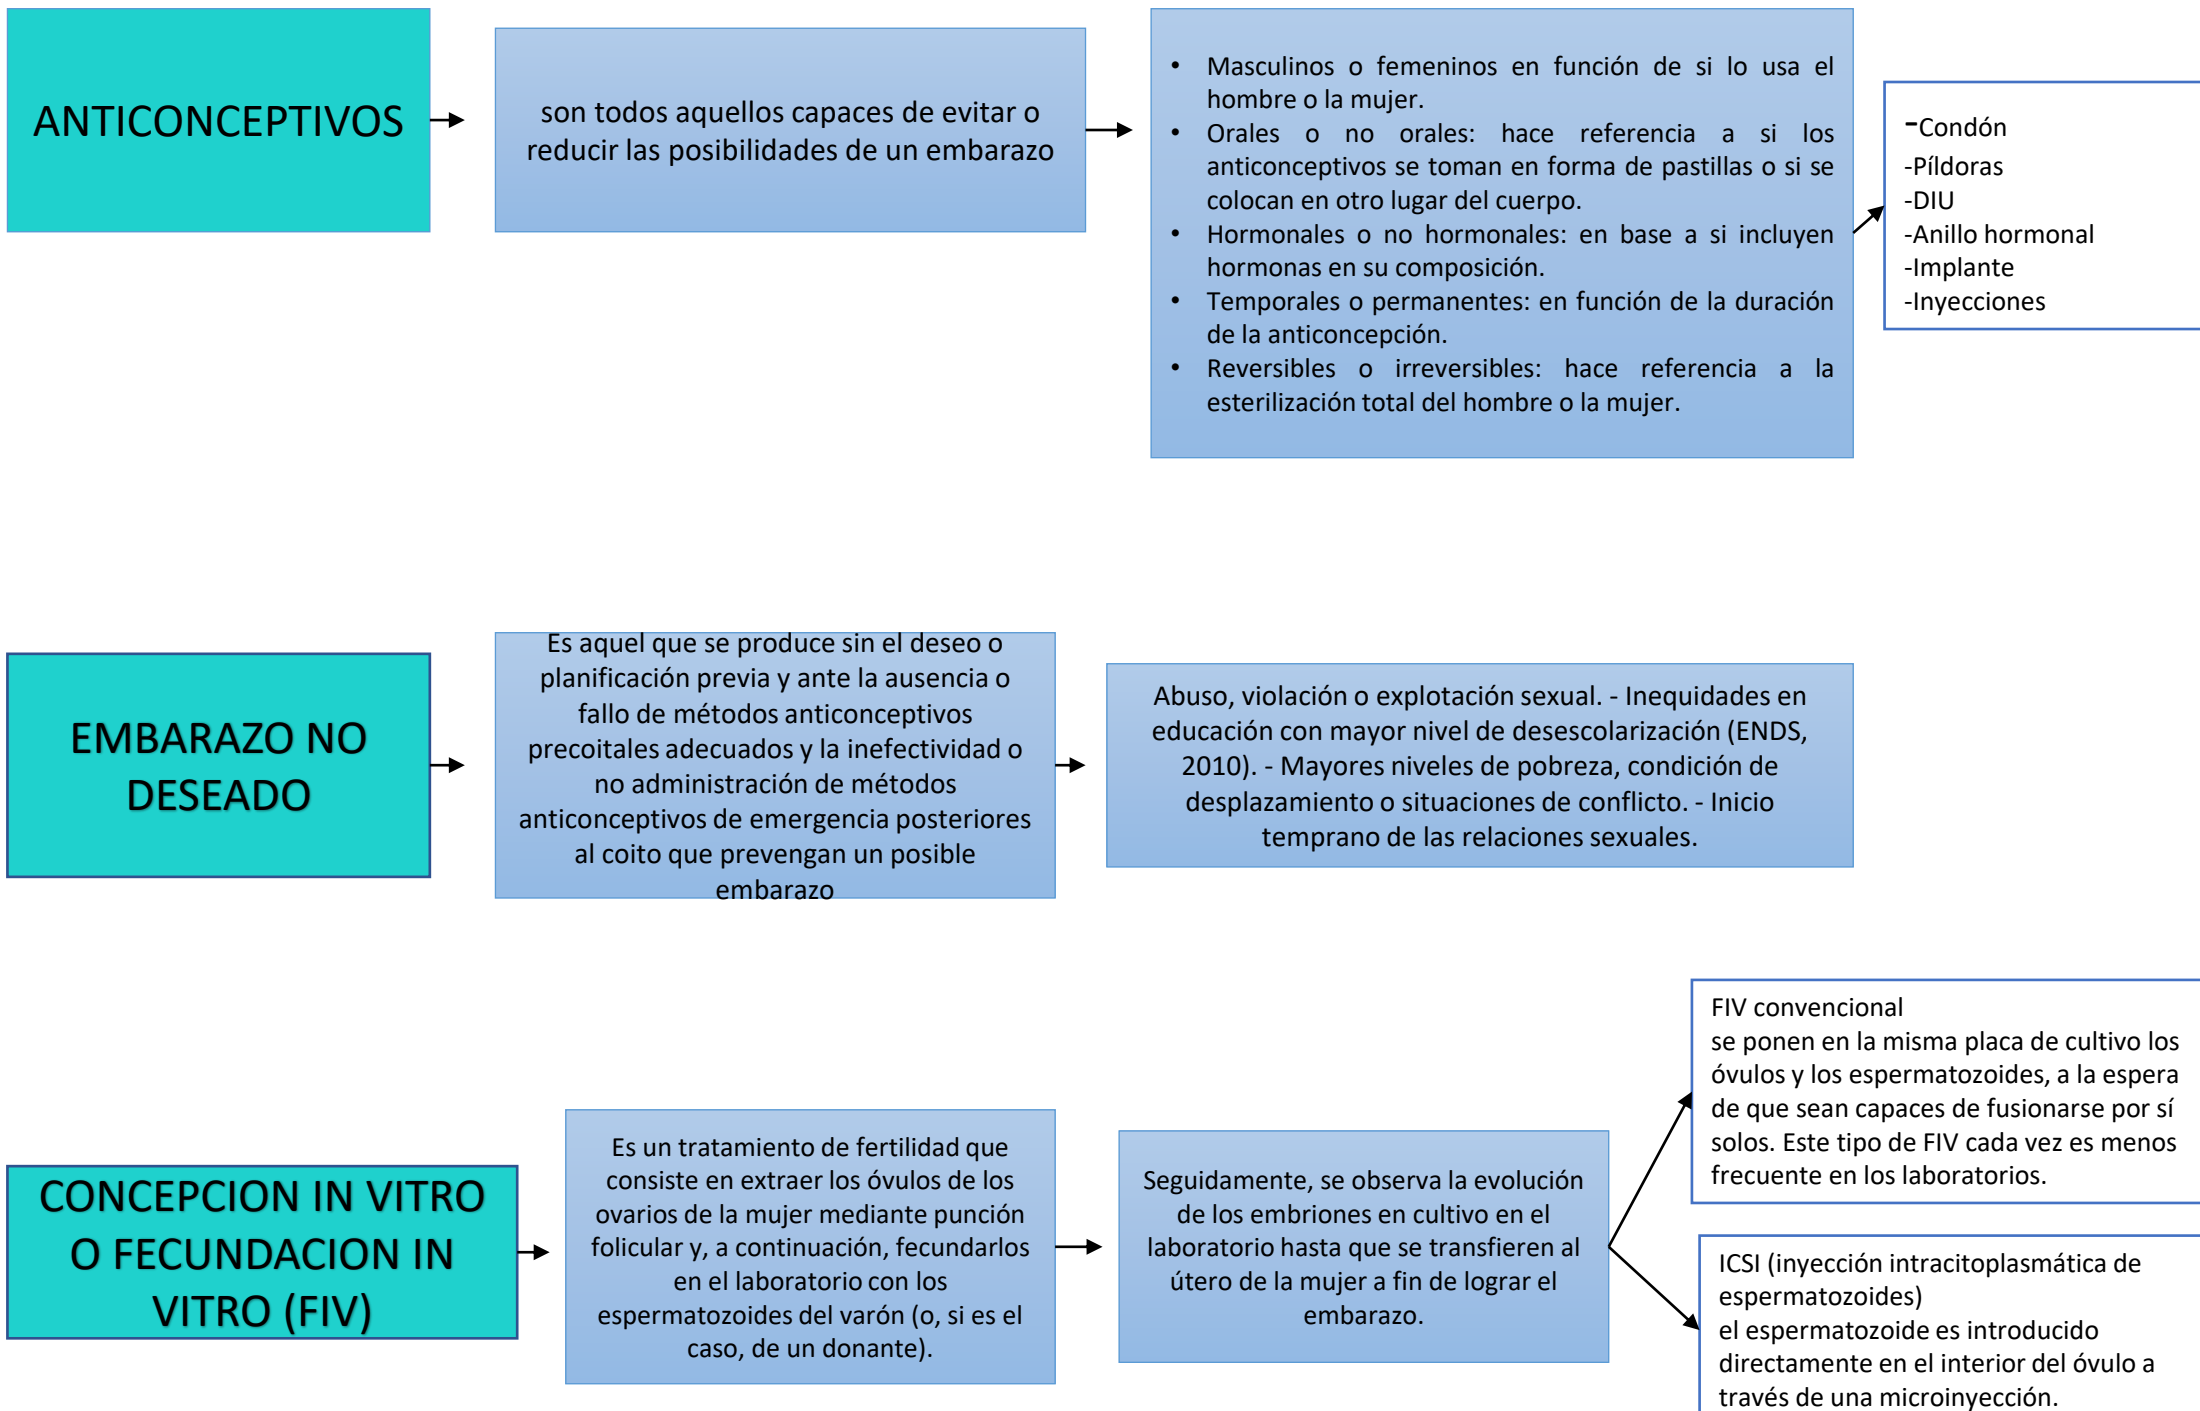 ANTICONCEPTIVOS
son todos aquellos capaces de evitar o
reducir las posibilidades de un embarazo
• Masculinos o femeninos en función de si lo usa el
hombre o la mujer.
• Orales o no orales: hace referencia a si los
anticonceptivos se toman en forma de pastillas o si se
colocan en otro lugar del cuerpo.
• Hormonales o no hormonales: en base a si incluyen
hormonas en su composición.
• Temporales o permanentes: en función de la duración
de la anticoncepción.
• Reversibles o irreversibles: hace referencia a la
esterilización total del hombre o la mujer.
-Condón
-Píldoras
-DIU
-Anillo hormonal
-Implante
-Inyecciones
EMBARAZO NO
DESEADO
Es aquel que se produce sin el deseo o
planificación previa y ante la ausencia o
fallo de métodos anticonceptivos
precoitales adecuados y la inefectividad o
no administración de métodos
anticonceptivos de emergencia posteriores
al coito que prevengan un posible
embarazo
Abuso, violación o explotación sexual. - Inequidades en
educación con mayor nivel de desescolarización (ENDS,
2010). - Mayores niveles de pobreza, condición de
desplazamiento o situaciones de conflicto. - Inicio
temprano de las relaciones sexuales.
CONCEPCION IN VITRO
O FECUNDACION IN
VITRO (FIV)
Es un tratamiento de fertilidad que
consiste en extraer los óvulos de los
ovarios de la mujer mediante punción
folicular y, a continuación, fecundarlos
en el laboratorio con los
espermatozoides del varón (o, si es el
caso, de un donante).
Seguidamente, se observa la evolución
de los embriones en cultivo en el
laboratorio hasta que se transfieren al
útero de la mujer a fin de lograr el
embarazo.
FIV convencional
se ponen en la misma placa de cultivo los
óvulos y los espermatozoides, a la espera
de que sean capaces de fusionarse por sí
solos. Este tipo de FIV cada vez es menos
frecuente en los laboratorios.
ICSI (inyección intracitoplasmática de
espermatozoides)
el espermatozoide es introducido
directamente en el interior del óvulo a
través de una microinyección.